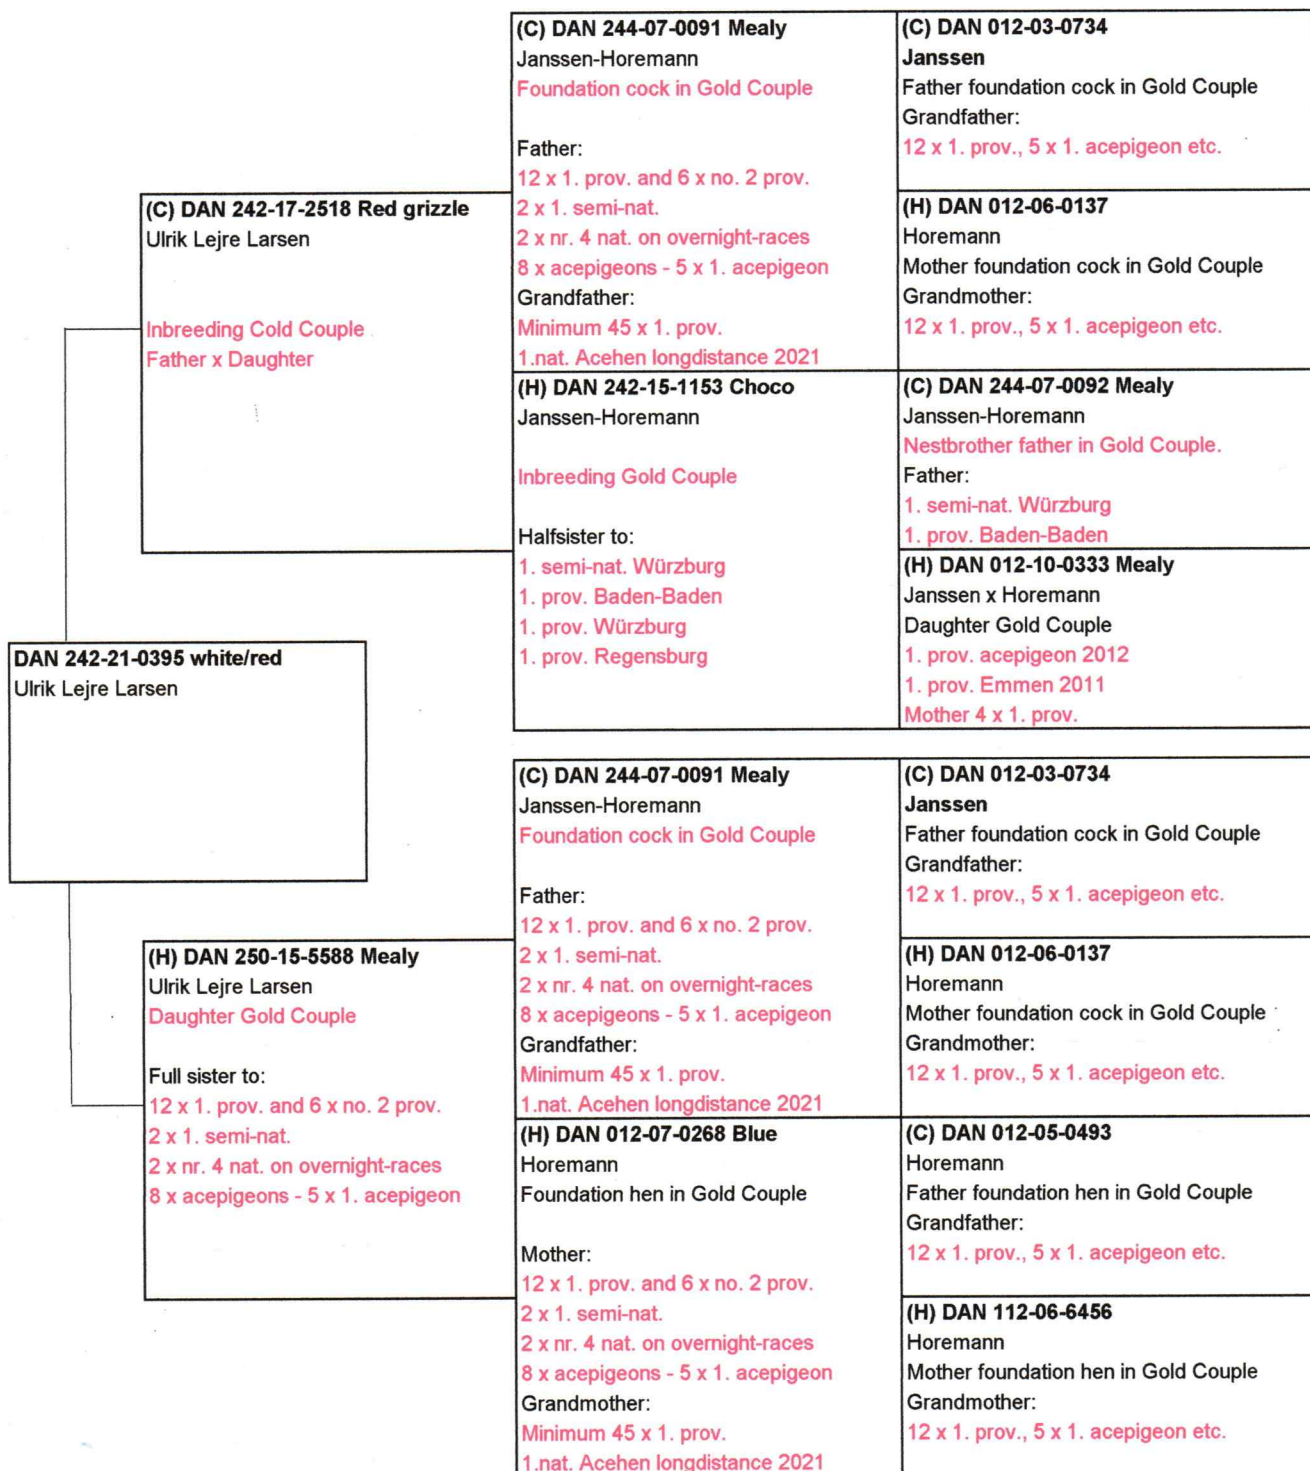 (C) DAN 244-07-0091 Mealy
Janssen-Horemann
Foundation cock in Gold Couple
Father:
12 x 1. prov. and 6 x no. 2 prov.
2 x 1. semi-nat.
2 x nr. 4 nat. on overnight-races
8 x acepigeons - 5 x 1. acepigeon
Grandfather:
Minimum 45 x 1. prov.
1.nat. Acehen longdistance 2021
(C) DAN 012-03-0734
Janssen
Father foundation cock in Gold Couple
Grandfather:
12 x 1. prov., 5 x 1. acepigeon etc.
(H) DAN 012-06-0137
Horemann
Mother foundation cock in Gold Couple
Grandmother:
12 x 1. prov., 5 x 1. acepigeon etc.
(C) DAN 242-17-2518 Red grizzle
Ulrik Lejre Larsen
Inbreeding Cold Couple
Father x Daughter
(H) DAN 242-15-1153 Choco
Janssen-Horemann
Inbreeding Gold Couple
Halfsister to:
1. semi-nat. Würzburg
1. prov. Baden-Baden
1. prov. Würzburg
1. prov. Regensburg
(C) DAN 244-07-0092 Mealy
Janssen-Horemann
Nestbrother father in Gold Couple.
Father:
1. semi-nat. Würzburg
1. prov. Baden-Baden
(H) DAN 012-10-0333 Mealy
Janssen x Horemann
Daughter Gold Couple
1. prov. acepigeon 2012
1. prov. Emmen 2011
Mother 4 x 1. prov.
DAN 242-21-0395 white/red
Ulrik Lejre Larsen
(C) DAN 244-07-0091 Mealy
Janssen-Horemann
Foundation cock in Gold Couple
Father:
12 x 1. prov. and 6 x no. 2 prov.
2 x 1. semi-nat.
2 x nr. 4 nat. on overnight-races
8 x acepigeons - 5 x 1. acepigeon
Grandfather:
Minimum 45 x 1. prov.
1.nat. Acehen longdistance 2021
(C) DAN 012-03-0734
Janssen
Father foundation cock in Gold Couple
Grandfather:
12 x 1. prov., 5 x 1. acepigeon etc.
(H) DAN 012-06-0137
Horemann
Mother foundation cock in Gold Couple
Grandmother:
12 x 1. prov., 5 x 1. acepigeon etc.
(H) DAN 250-15-5588 Mealy
Ulrik Lejre Larsen
Daughter Gold Couple
Full sister to:
12 x 1. prov. and 6 x no. 2 prov.
2 x 1. semi-nat.
2 x nr. 4 nat. on overnight-races
8 x acepigeons - 5 x 1. acepigeon
(H) DAN 012-07-0268 Blue
Horemann
Foundation hen in Gold Couple
Mother:
12 x 1. prov. and 6 x no. 2 prov.
2 x 1. semi-nat.
2 x nr. 4 nat. on overnight-races
8 x acepigeons - 5 x 1. acepigeon
Grandmother:
Minimum 45 x 1. prov.
1.nat. Acehen longdistance 2021
(C) DAN 012-05-0493
Horemann
Father foundation hen in Gold Couple
Grandfather:
12 x 1. prov., 5 x 1. acepigeon etc.
(H) DAN 112-06-6456
Horemann
Mother foundation hen in Gold Couple
Grandmother:
12 x 1. prov., 5 x 1. acepigeon etc.